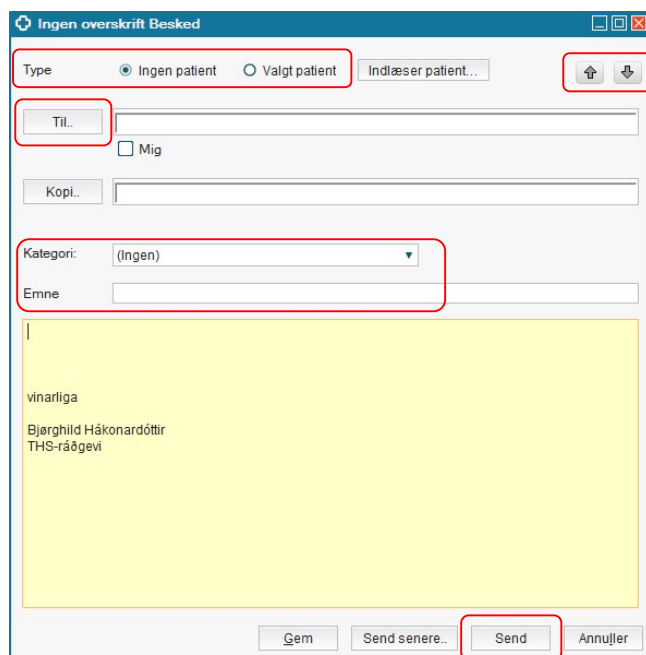 Ingen overskrift Besked
Type Ingen patient Valgt patient Indlæser patient...
Til..
Mig
Kopi..
Kategori: (Ingen)
Emne
vinarliga
Bjørghild Hákonardóttir
THS-ráðgevi
Gem Send senere.. Send Annuller